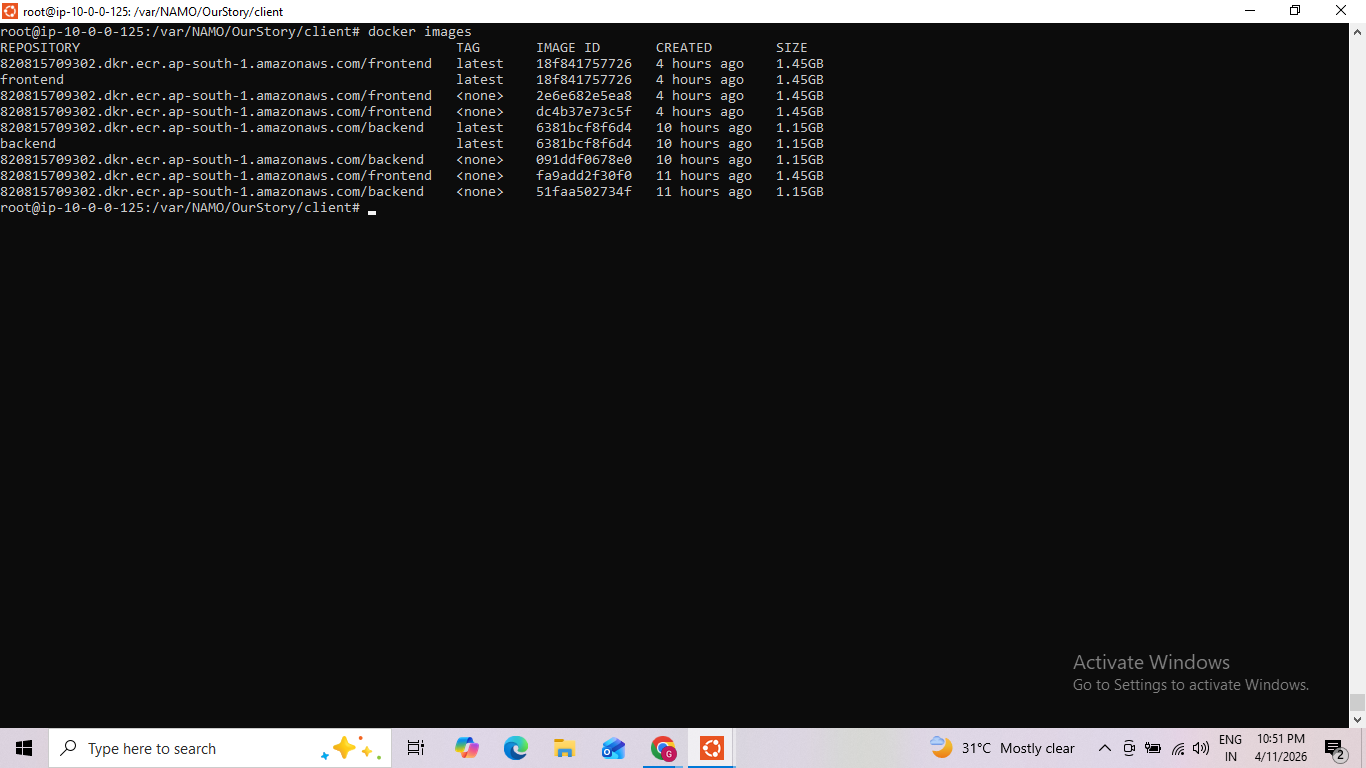 root@ip-10-0-0-125: /var/NAMO/OurStory/client
root@ip-10-0-0-125:/var/NAMO/OurStory/client# docker images
REPOSITORY TAG IMAGE ID CREATED SIZE
820815709302.dkr.ecr.ap-south-1.amazonaws.com/frontend latest 18f841757726 4 hours ago 1.45GB
frontend latest 18f841757726 4 hours ago 1.45GB
820815709302.dkr.ecr.ap-south-1.amazonaws.com/frontend <none> 2e6e682e5ea8 4 hours ago 1.45GB
820815709302.dkr.ecr.ap-south-1.amazonaws.com/frontend <none> dc4b37e73c5f 4 hours ago 1.45GB
820815709302.dkr.ecr.ap-south-1.amazonaws.com/backend latest 6381bcf8f6d4 10 hours ago 1.15GB
backend latest 6381bcf8f6d4 10 hours ago 1.15GB
820815709302.dkr.ecr.ap-south-1.amazonaws.com/backend <none> 091ddf0678e0 10 hours ago 1.15GB
820815709302.dkr.ecr.ap-south-1.amazonaws.com/frontend <none> fa9add2f30f0 11 hours ago 1.45GB
820815709302.dkr.ecr.ap-south-1.amazonaws.com/backend <none> 51faa502734f 11 hours ago 1.15GB
root@ip-10-0-0-125:/var/NAMO/OurStory/client#
Activate Windows
Go to Settings to activate Windows.
Type here to search
31°C Mostly clear
ENG
IN
10:51 PM
4/11/2026
2